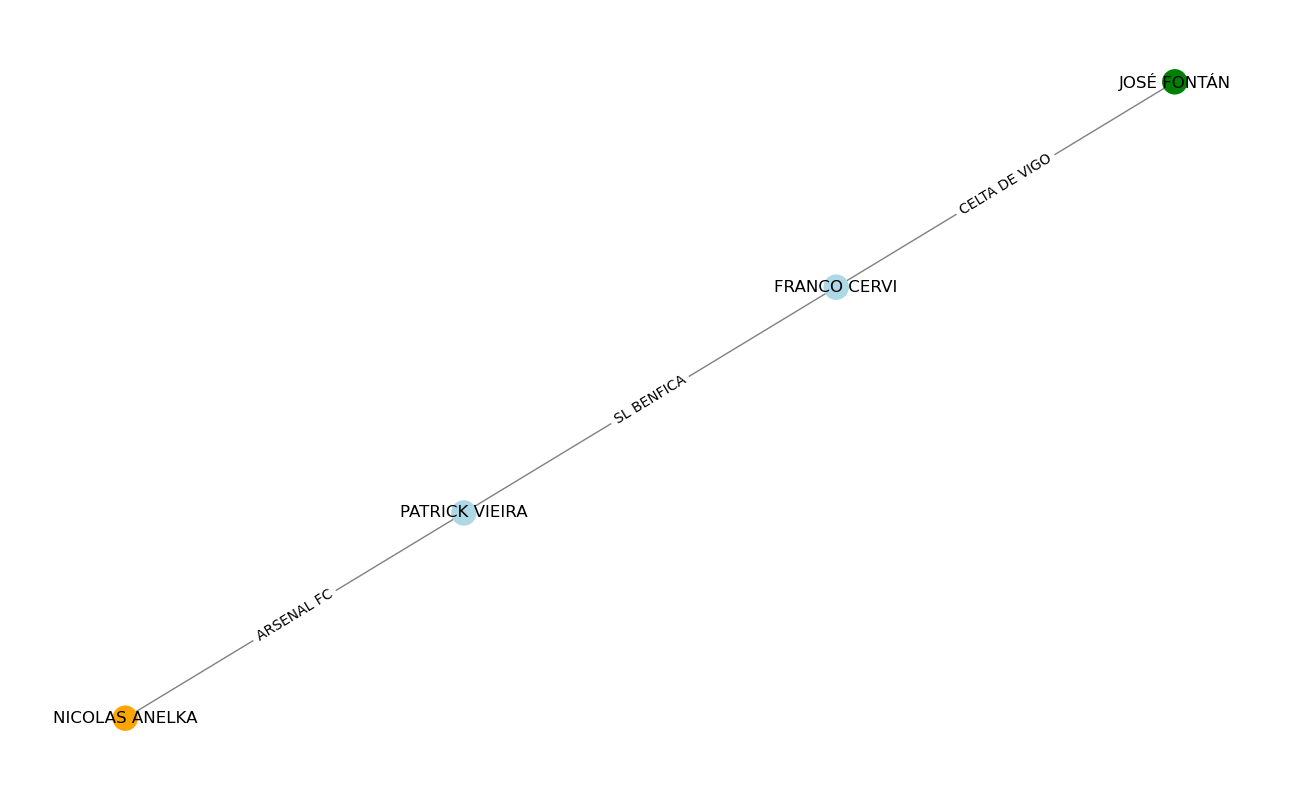 JOSÉ FONTÁN
CELTA DE VIGO
FRANCO CERVI
SL BENFICA
PATRICK VIEIRA
ARSENAL FC
NICOLAS ANELKA